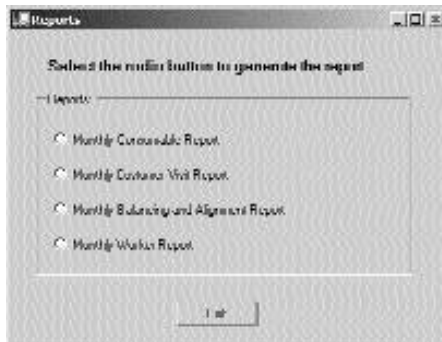 Reports
Select the radio button to generate the report
Reports
Monthly Consumable Report
Monthly Customer Visit Report
Monthly Balancing and Alignment Report
Monthly Worker Report
Exit